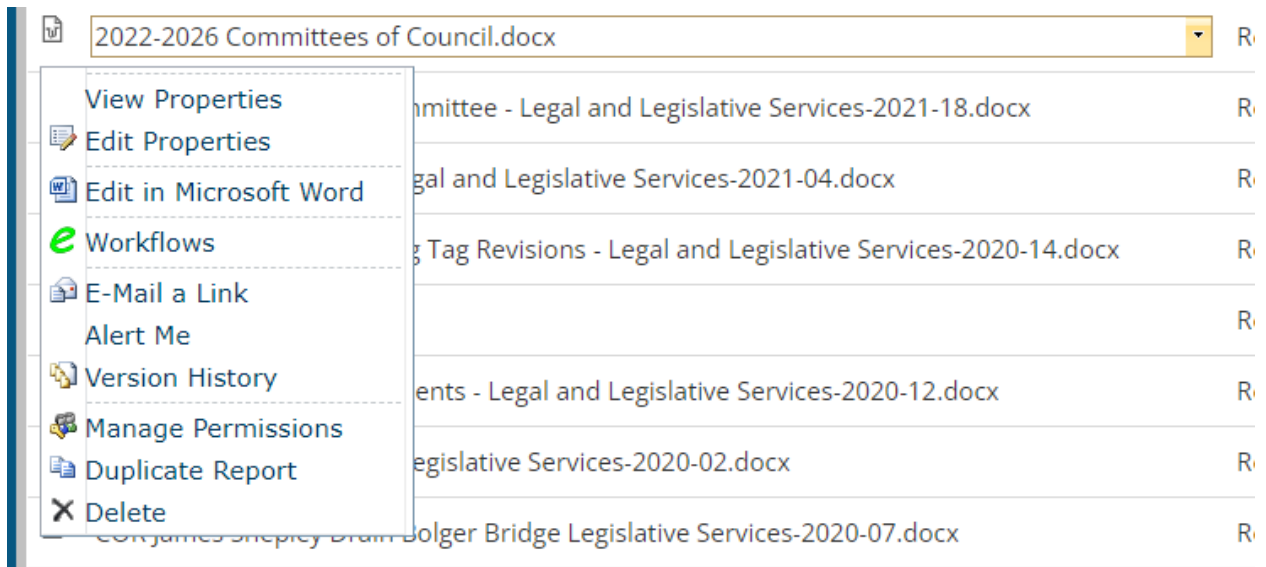 2022-2026 Committees of Council.docx
View Properties
mmittee - Legal and Legislative Services-2021-18.docx
Edit Properties
gal and Legislative Services-2021-04.docx
Edit in Microsoft Word
Workflows
g Tag Revisions - Legal and Legislative Services-2020-14.docx
E-Mail a Link
Alert Me
Version History
ents - Legal and Legislative Services-2020-12.docx
Manage Permissions
Duplicate Report
egislative Services-2020-02.docx
Delete
Bolger Bridge Legislative Services-2020-07.docx